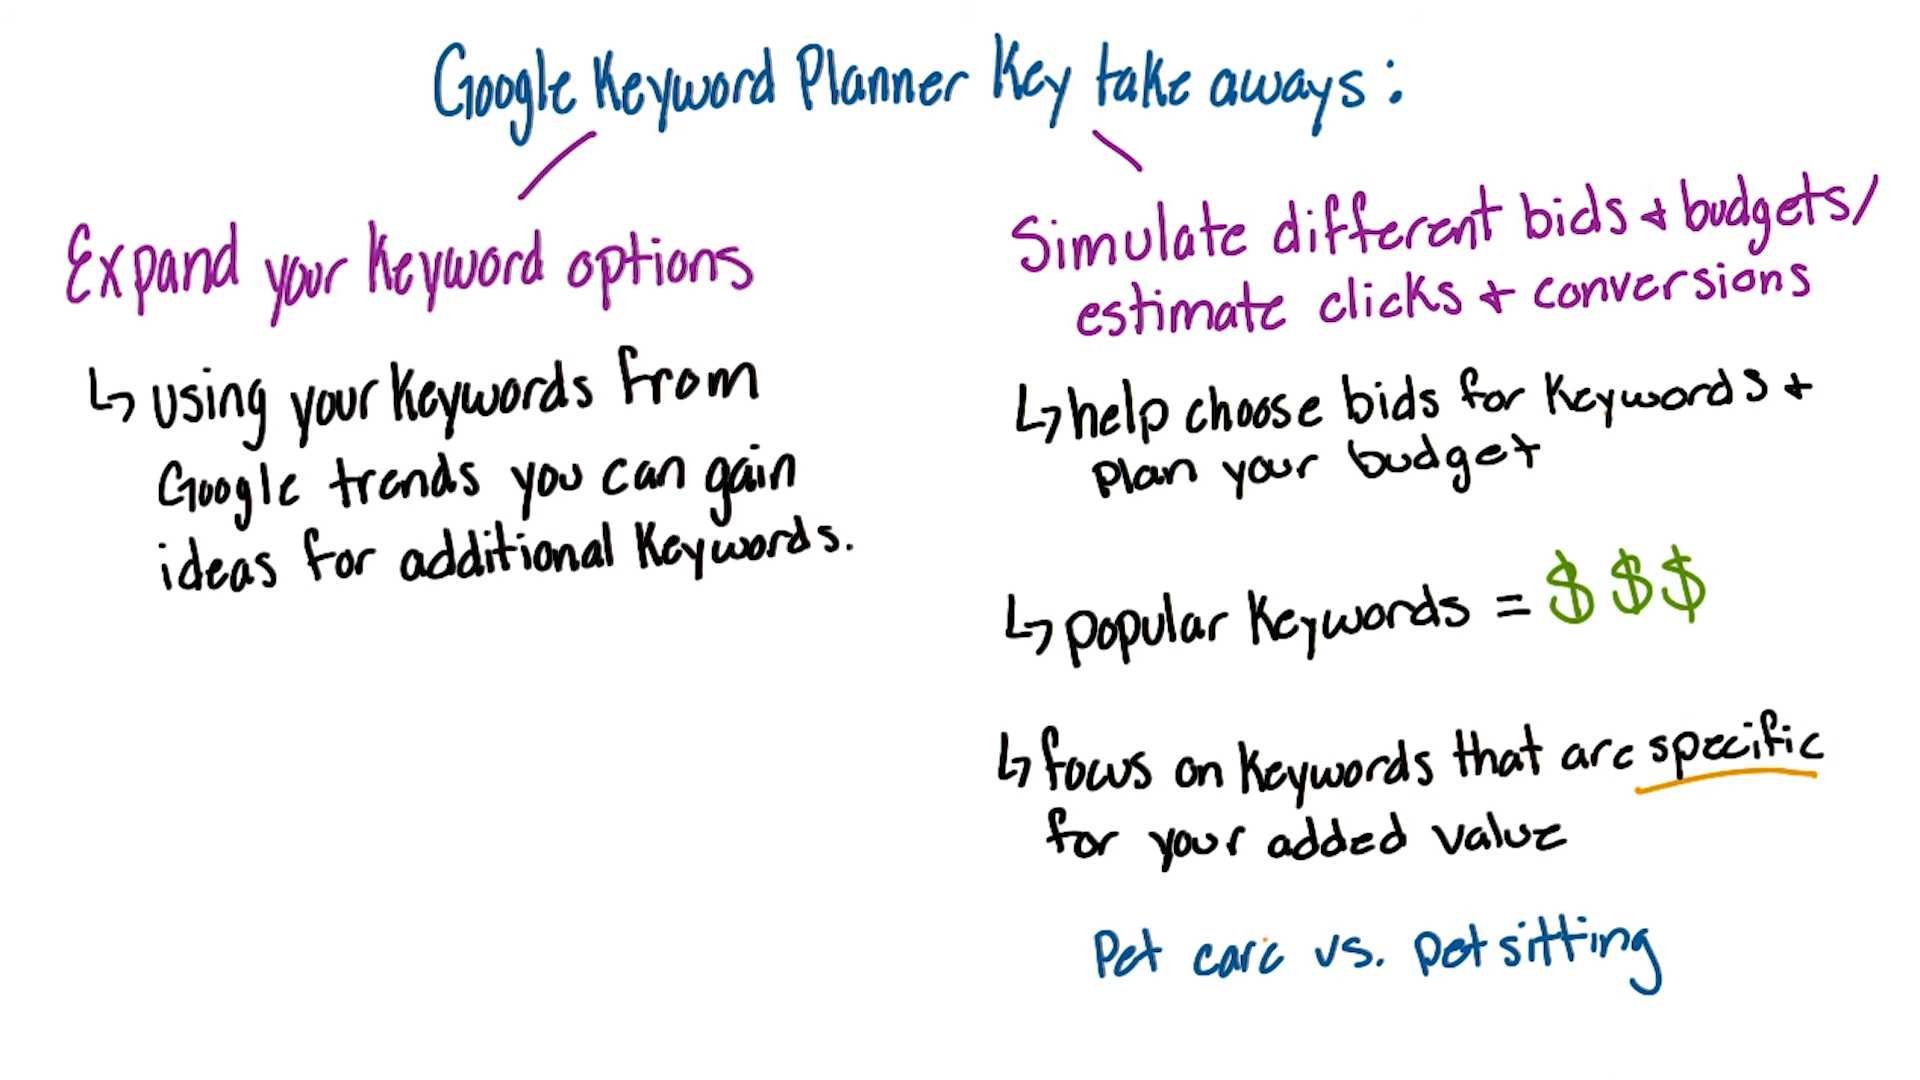 Google Keyword Planner Key take aways:
Expand your Keyword options
↳ using your Keywords from
Google trends you can gain
ideas for additional Keywords.
Simulate different bids & budgets/
estimate clicks & conversions
↳ help choose bids for Keywords &
plan your budget
↳ popular Keywords = $$$
↳ focus on Keywords that are specific
for your added value
Pet care vs. petsitting